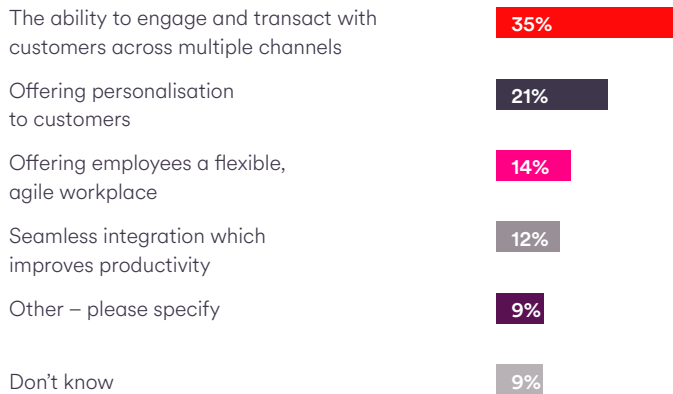 The ability to engage and transact with
customers across multiple channels
35%
Offering personalisation
to customers
21%
Offering employees a flexible,
agile workplace
14%
Seamless integration which
improves productivity
12%
Other – please specify
9%
Don’t know
9%